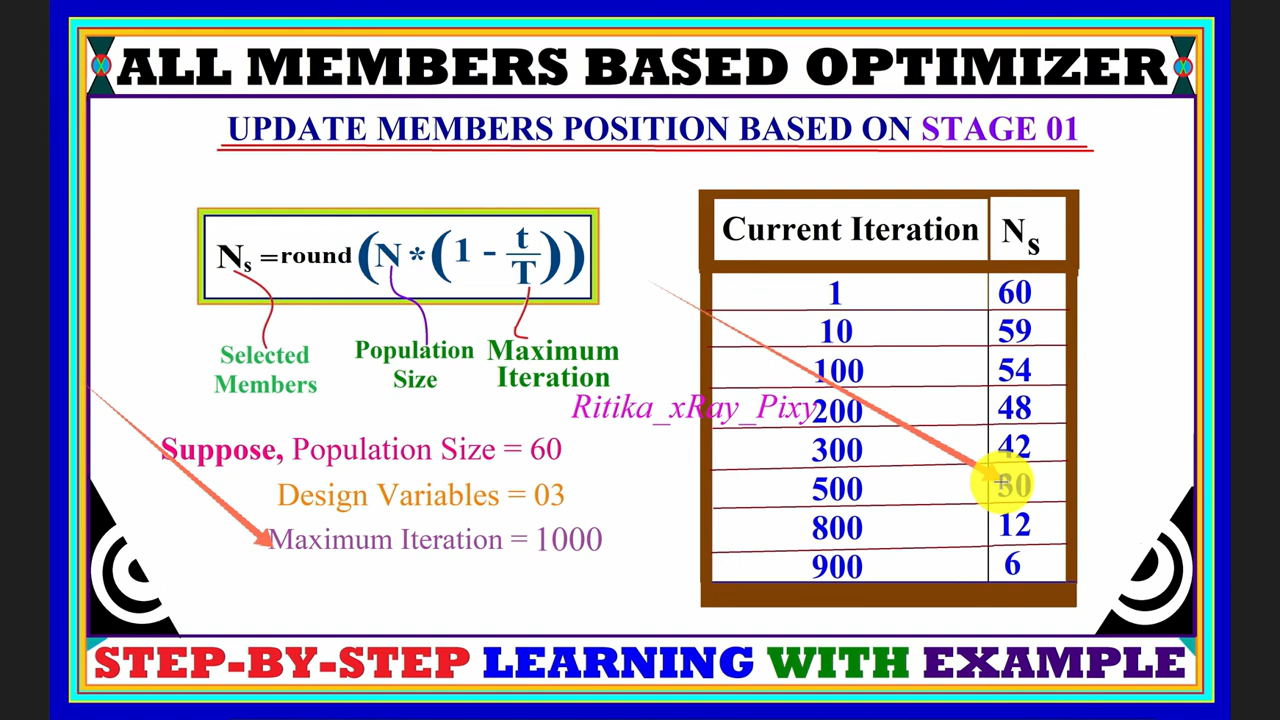 ALL MEMBERS BASED OPTIMIZER
UPDATE MEMBERS POSITION BASED ON STAGE 01
Ns = round (N * (1 - t/T))
Selected Members
Population Size
Maximum Iteration
Suppose, Population Size = 60
Design Variables = 03
Maximum Iteration = 1000
Ritika_xRay_Pixy
Current Iteration Ns
1 60
10 59
100 54
200 48
300 42
500 30
800 12
900 6
STEP-BY-STEP LEARNING WITH EXAMPLE